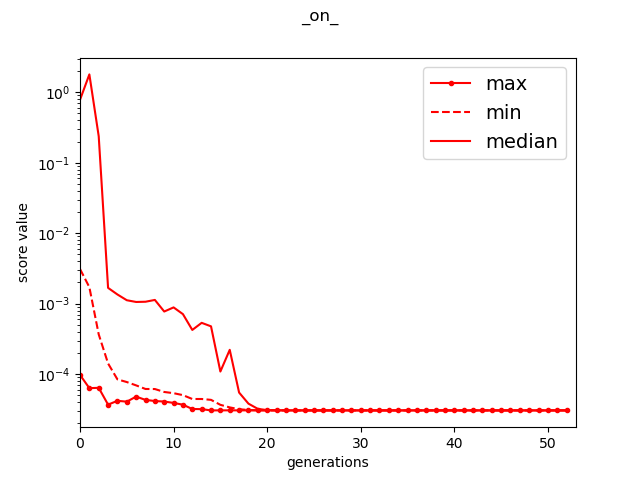 _on_
max
min
median
score value
10⁰
10⁻¹
10⁻²
10⁻³
10⁻⁴
0 10 20 30 40 50
generations